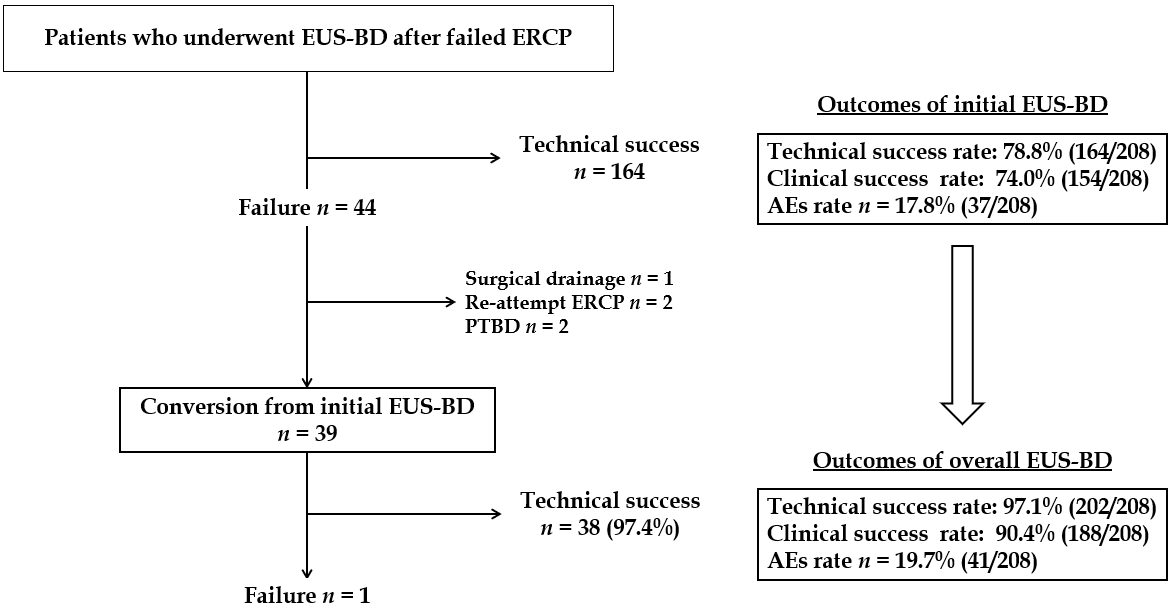 Patients who underwent EUS-BD after failed ERCP
Technical success
n = 164
Failure n = 44
Surgical drainage n = 1
Re-attempt ERCP n = 2
PTBD n = 2
Conversion from initial EUS-BD
n = 39
Technical success
n = 38 (97.4%)
Failure n = 1
Outcomes of initial EUS-BD
Technical success rate: 78.8% (164/208)
Clinical success  rate:  74.0% (154/208)
AEs rate n = 17.8% (37/208)
Outcomes of overall EUS-BD
Technical success rate: 97.1% (202/208)
Clinical success  rate:  90.4% (188/208)
AEs rate n = 19.7% (41/208)